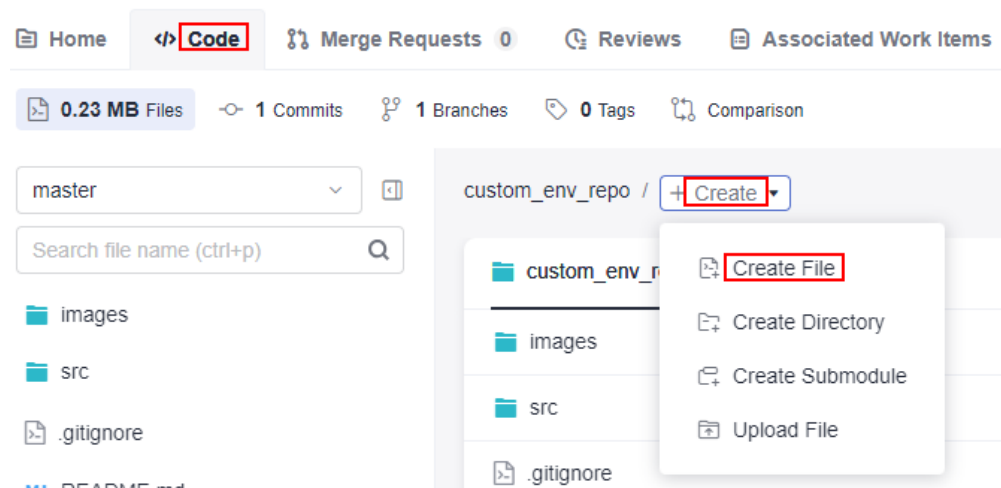 Home Code Merge Requests 0 Reviews Associated Work Items
0.23 MB Files 1 Commits 1 Branches 0 Tags Comparison
master
Search file name (ctrl+p)
images
src
.gitignore
README.md
custom_env_repo / + Create
custom_env_r
images
src
.gitignore
Create File
Create Directory
Create Submodule
Upload File